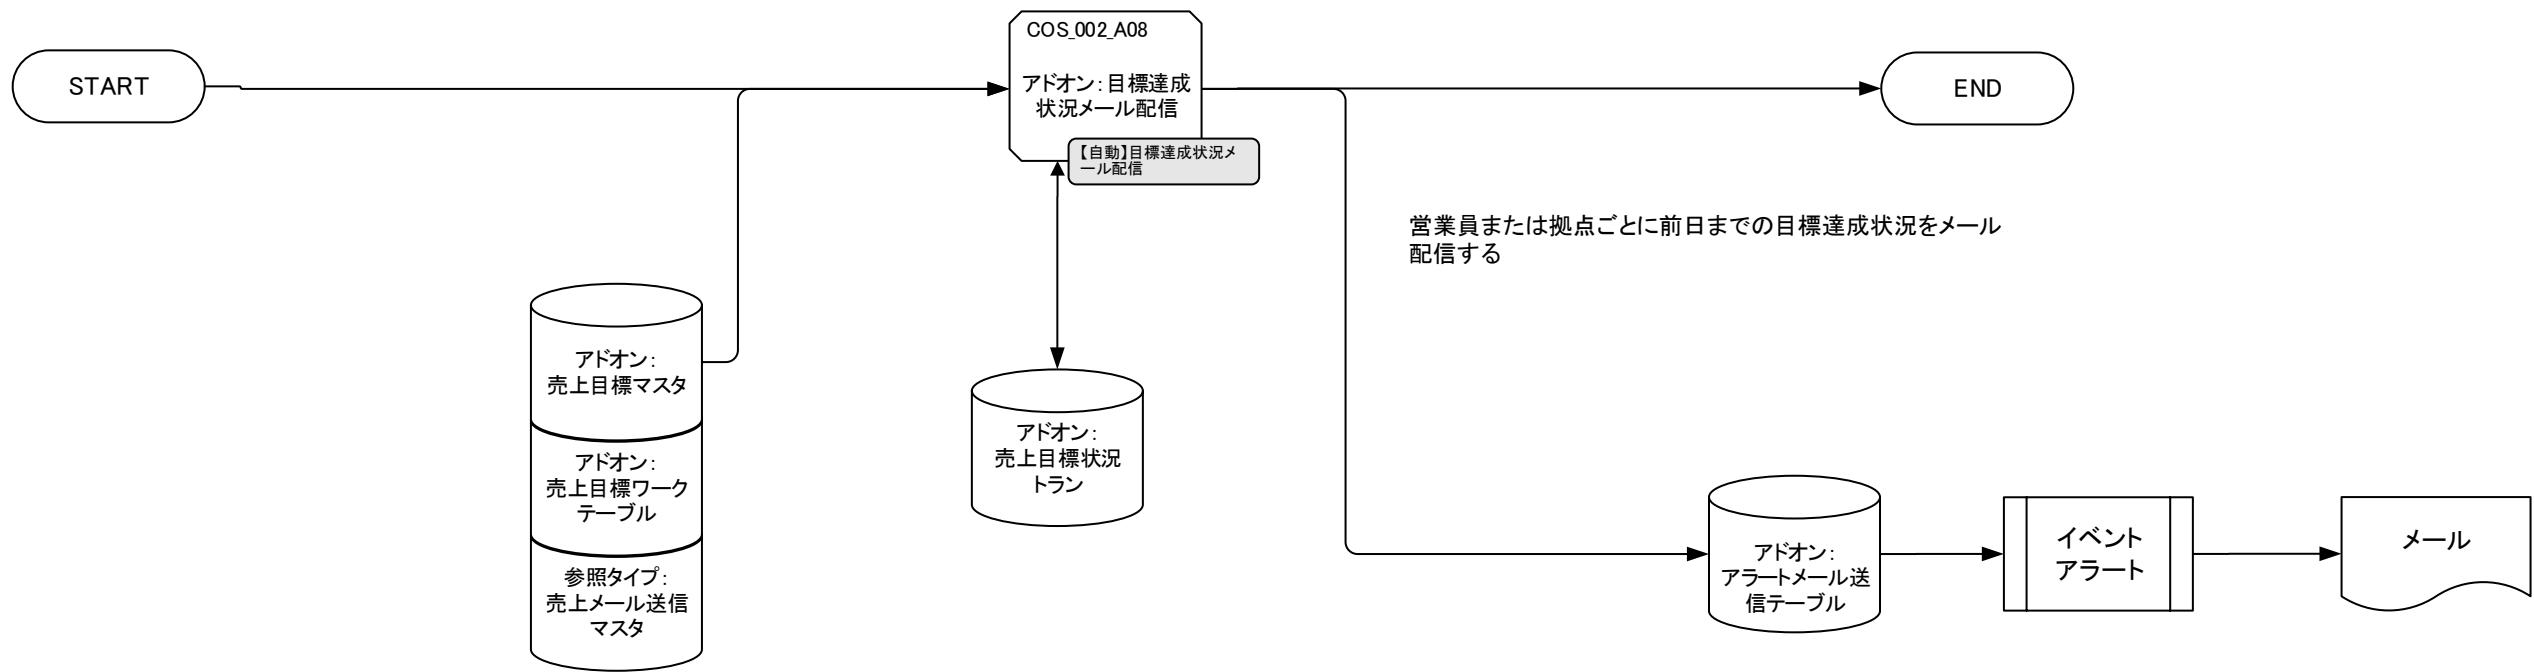 START
COS_002_A08
アドオン：目標達成
状況メール配信
【自動】目標達成状況メ
ール配信
END
営業員または拠点ごとに前日までの目標達成状況をメール
配信する
アドオン：
売上目標マスタ
アドオン：
売上目標ワーク
テーブル
参照タイプ：
売上メール送信
マスタ
アドオン：
売上目標状況
トラン
アドオン：
アラートメール送
信テーブル
イベント
アラート
メール